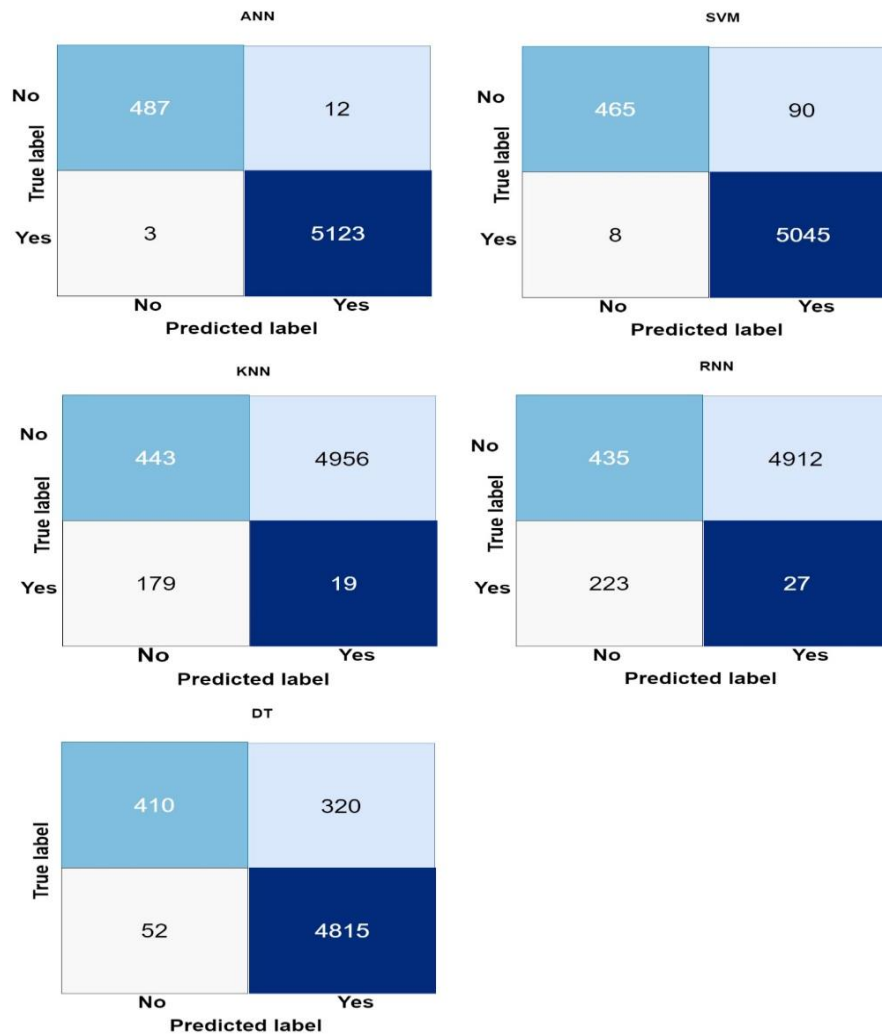 ANN
No
487 12
True label
3 5123
Yes
No Yes
Predicted label
SVM
No
465 90
True label
8 5045
Yes
No Yes
Predicted label
KNN
No
443 4956
True label
179 19
Yes
No Yes
Predicted label
RNN
No
435 4912
True label
223 27
Yes
No Yes
Predicted label
DT
410 320
True label
52 4815
No Yes
Predicted label